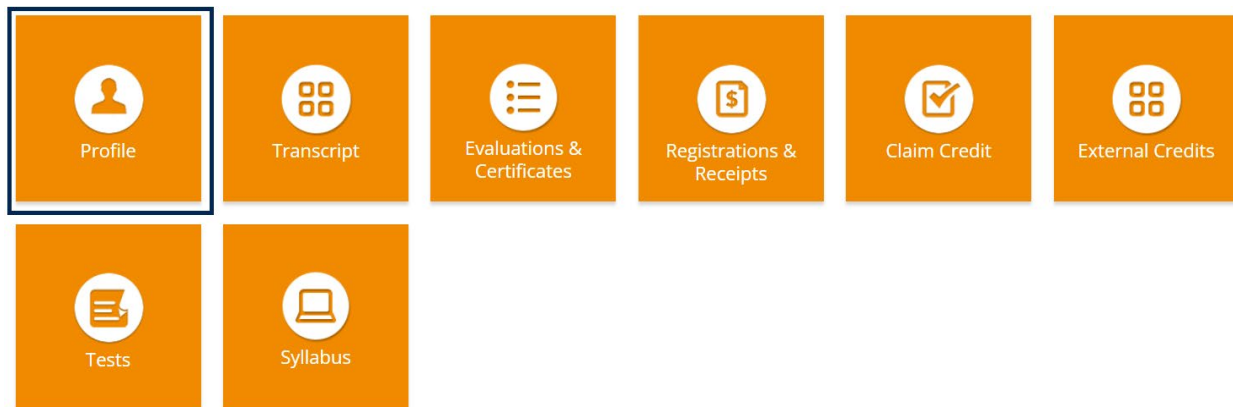 Profile
Transcript
Evaluations &
Certificates
Registrations &
Receipts
Claim Credit
External Credits
Tests
Syllabus